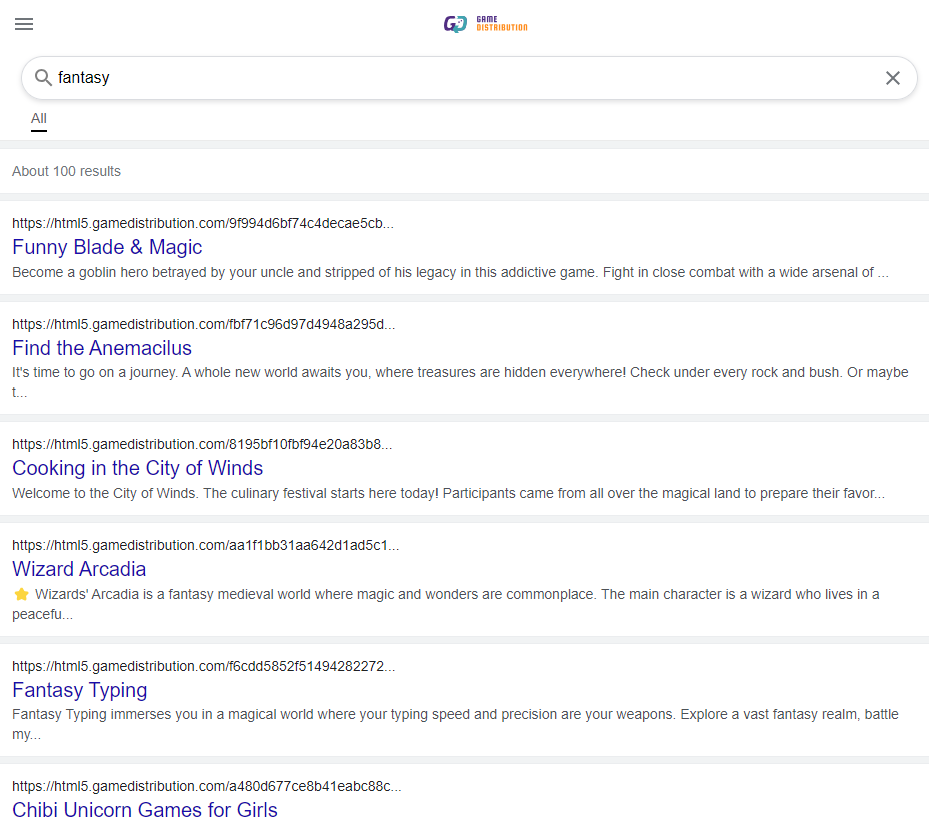 GAME
DISTRIBUTION
fantasy
All
About 100 results
https://html5.gamedistribution.com/9f994d6bf74c4decae5cb...
Funny Blade & Magic
Become a goblin hero betrayed by your uncle and stripped of his legacy in this addictive game. Fight in close combat with a wide arsenal of ...
https://html5.gamedistribution.com/fbf71c96d97d4948a295d...
Find the Anemacilus
It's time to go on a journey. A whole new world awaits you, where treasures are hidden everywhere! Check under every rock and bush. Or maybe
t...
https://html5.gamedistribution.com/8195bf10fbf94e20a83b8...
Cooking in the City of Winds
Welcome to the City of Winds. The culinary festival starts here today! Participants came from all over the magical land to prepare their favor...
https://html5.gamedistribution.com/aa1f1bb31aa642d1ad5c1...
Wizard Arcadia
⭐ Wizards' Arcadia is a fantasy medieval world where magic and wonders are commonplace. The main character is a wizard who lives in a
peacefu...
https://html5.gamedistribution.com/f6cdd5852f51494282272...
Fantasy Typing
Fantasy Typing immerses you in a magical world where your typing speed and precision are your weapons. Explore a vast fantasy realm, battle
my...
https://html5.gamedistribution.com/a480d677ce8b41eabc88c...
Chibi Unicorn Games for Girls